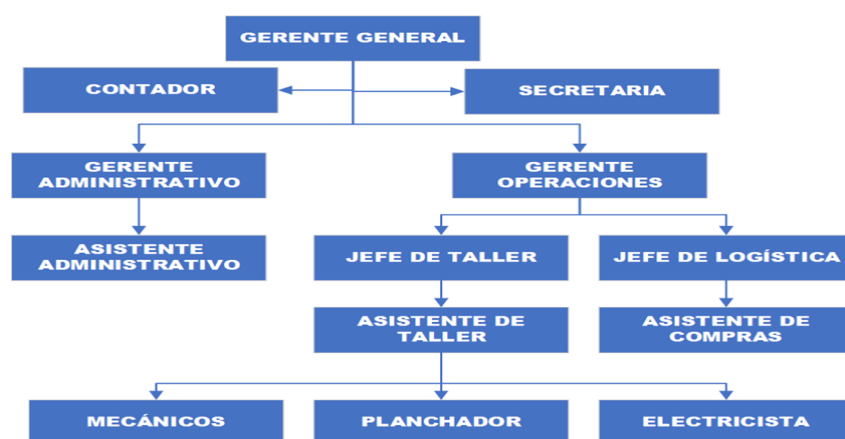 GERENTE GENERAL
CONTADOR
SECRETARIA
GERENTE
ADMINISTRATIVO
GERENTE
OPERACIONES
ASISTENTE
ADMINISTRATIVO
JEFE DE TALLER
JEFE DE LOGÍSTICA
ASISTENTE DE
TALLER
ASISTENTE DE
COMPRAS
MECÁNICOS
PLANCHADOR
ELECTRICISTA